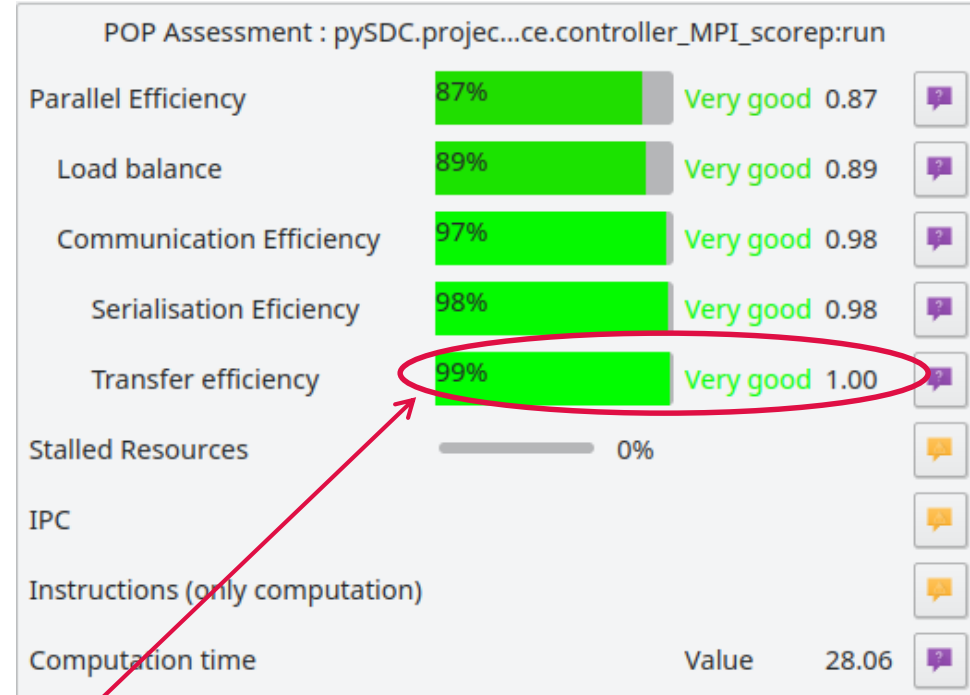 POP Assessment : pySDC.projec...ce.controller_MPI_scorep:run
Parallel Efficiency 87% Very good 0.87
Load balance 89% Very good 0.89
Communication Efficiency 97% Very good 0.98
Serialisation Eficiency 98% Very good 0.98
Transfer efficiency 99% Very good 1.00
Stalled Resources 0%
IPC
Instructions (only computation)
Computation time Value 28.06